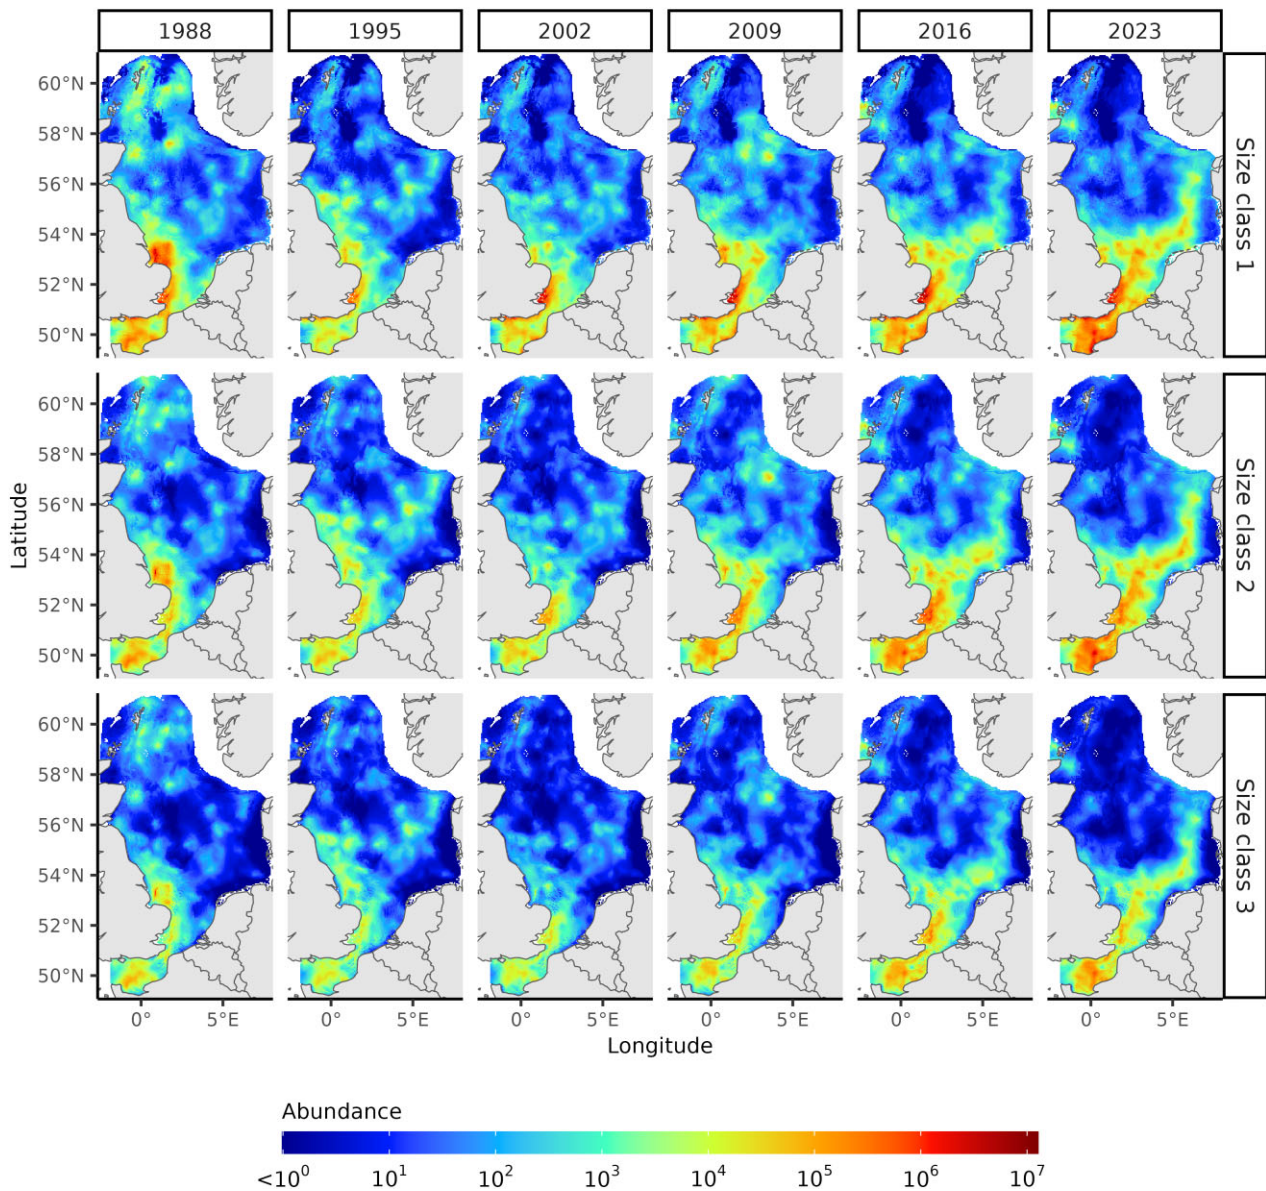 1988 1995 2002 2009 2016 2023
60°N
58°N
56°N
54°N
52°N
50°N
Size class 1
60°N
58°N
56°N
54°N
52°N
50°N
Size class 2
Latitude
60°N
58°N
56°N
54°N
52°N
50°N
Size class 3
0° 5°E 0° 5°E 0° 5°E 0° 5°E 0° 5°E 0° 5°E
Longitude
Abundance
<10⁰ 10¹ 10² 10³ 10⁴ 10⁵ 10⁶ 10⁷